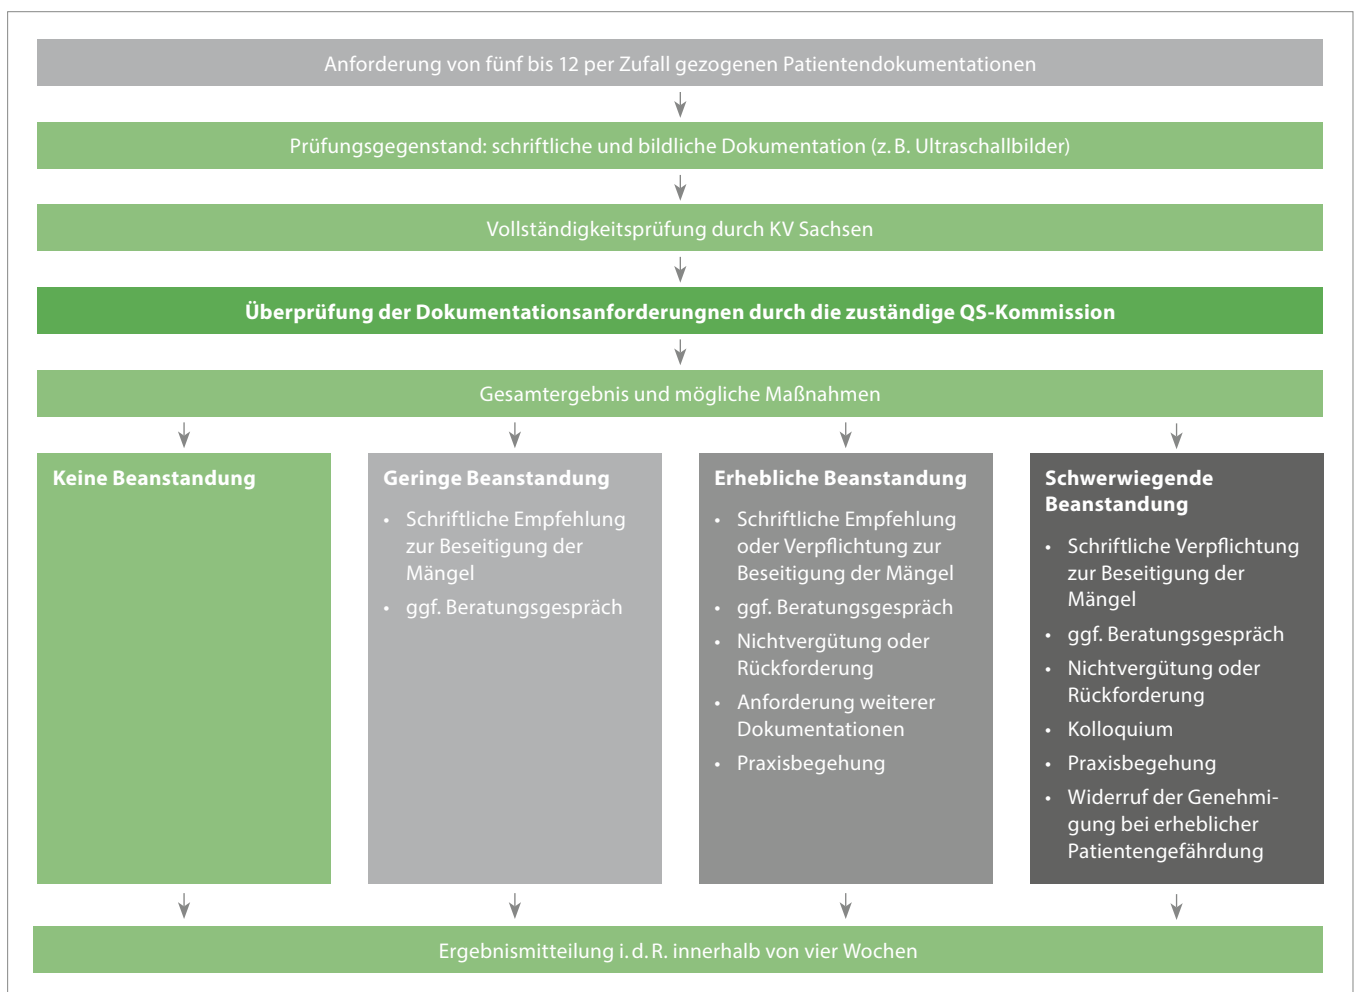 Anforderung von fünf bis 12 per Zufall gezogenen Patientendokumentationen
Prüfungsgegenstand: schriftliche und bildliche Dokumentation (z. B. Ultraschallbilder)
Vollständigkeitsprüfung durch KV Sachsen
Überprüfung der Dokumentationsanforderungnen durch die zuständige QS-Kommission
Gesamtergebnis und mögliche Maßnahmen
Keine Beanstandung
Geringe Beanstandung
• Schriftliche Empfehlung
zur Beseitigung der
Mängel
• ggf. Beratungsgespräch
Erhebliche Beanstandung
• Schriftliche Empfehlung
oder Verpflichtung zur
Beseitigung der Mängel
• ggf. Beratungsgespräch
• Nichtvergütung oder
Rückforderung
• Anforderung weiterer
Dokumentationen
• Praxisbegehung
Schwerwiegende
Beanstandung
• Schriftliche Verpflichtung
zur Beseitigung der
Mängel
• ggf. Beratungsgespräch
• Nichtvergütung oder
Rückforderung
• Kolloquium
• Praxisbegehung
• Widerruf der Genehmi-
gung bei erheblicher
Patientengefährdung
Ergebnismitteilung i. d. R. innerhalb von vier Wochen